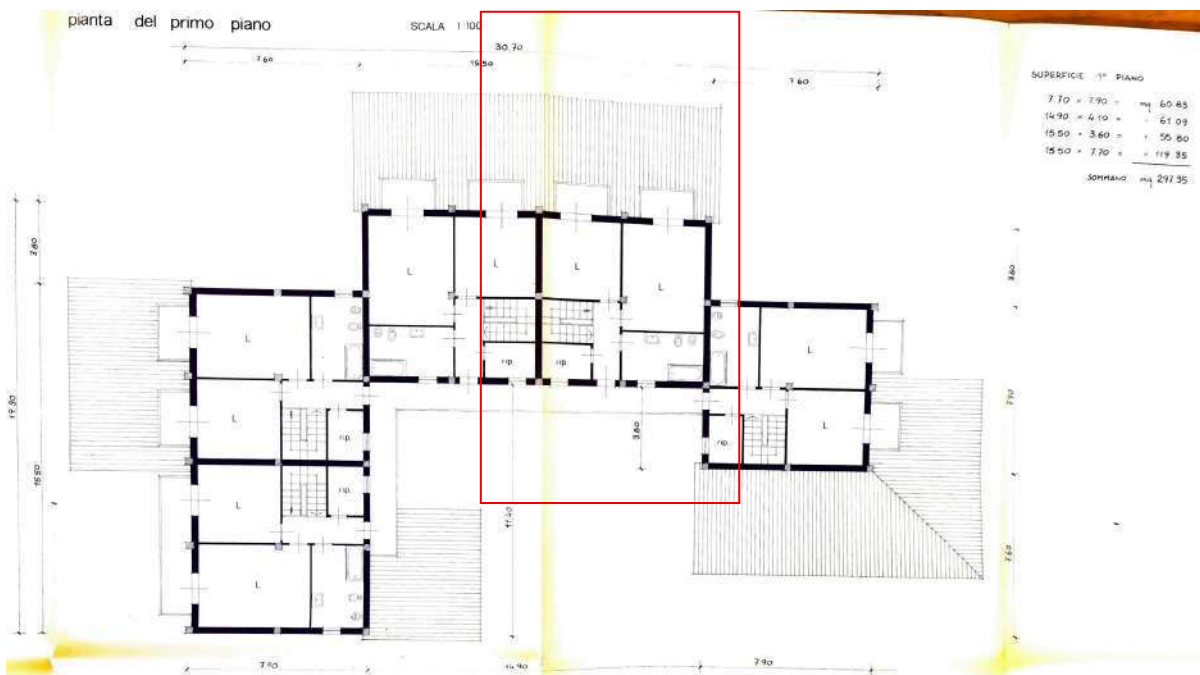 pianta del primo piano
SCALA 1:100
30.70
7.60
15.50
7.60
SUPERFICIE 1° PIANO
7.70 × 7.90 = mq 60.83
14.90 × 4.10 = " 61.09
15.50 × 3.60 = " 55.80
15.50 × 7.70 = " 119.35
SOMMANO mq 297.35
3.80
3.80
L
L
L
L
L
L
rip.
rip.
19.30
L
L
3.80
7.90
rip.
rip.
15.50
L
rip.
11.40
7.60
L
7.90
14.90
7.90